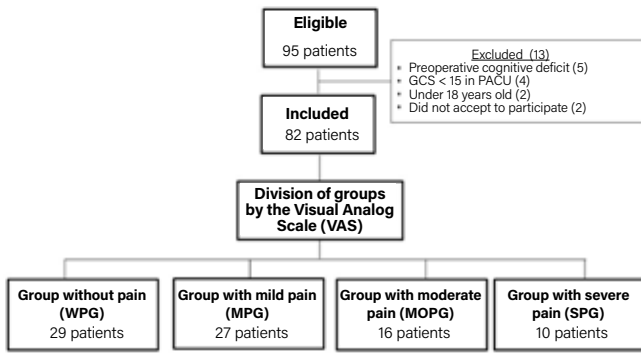 Eligible
95 patients
Excluded (13)
* Preoperative cognitive deficit (5)
* GCS < 15 in PACU (4)
* Under 18 years old (2)
* Did not accept to participate (2)
Included
82 patients
Division of groups
by the Visual Analog
Scale (VAS)
Group without pain
(WPG)
29 patients
Group with mild pain
(MPG)
27 patients
Group with moderate
pain (MOPG)
16 patients
Group with severe
pain (SPG)
10 patients